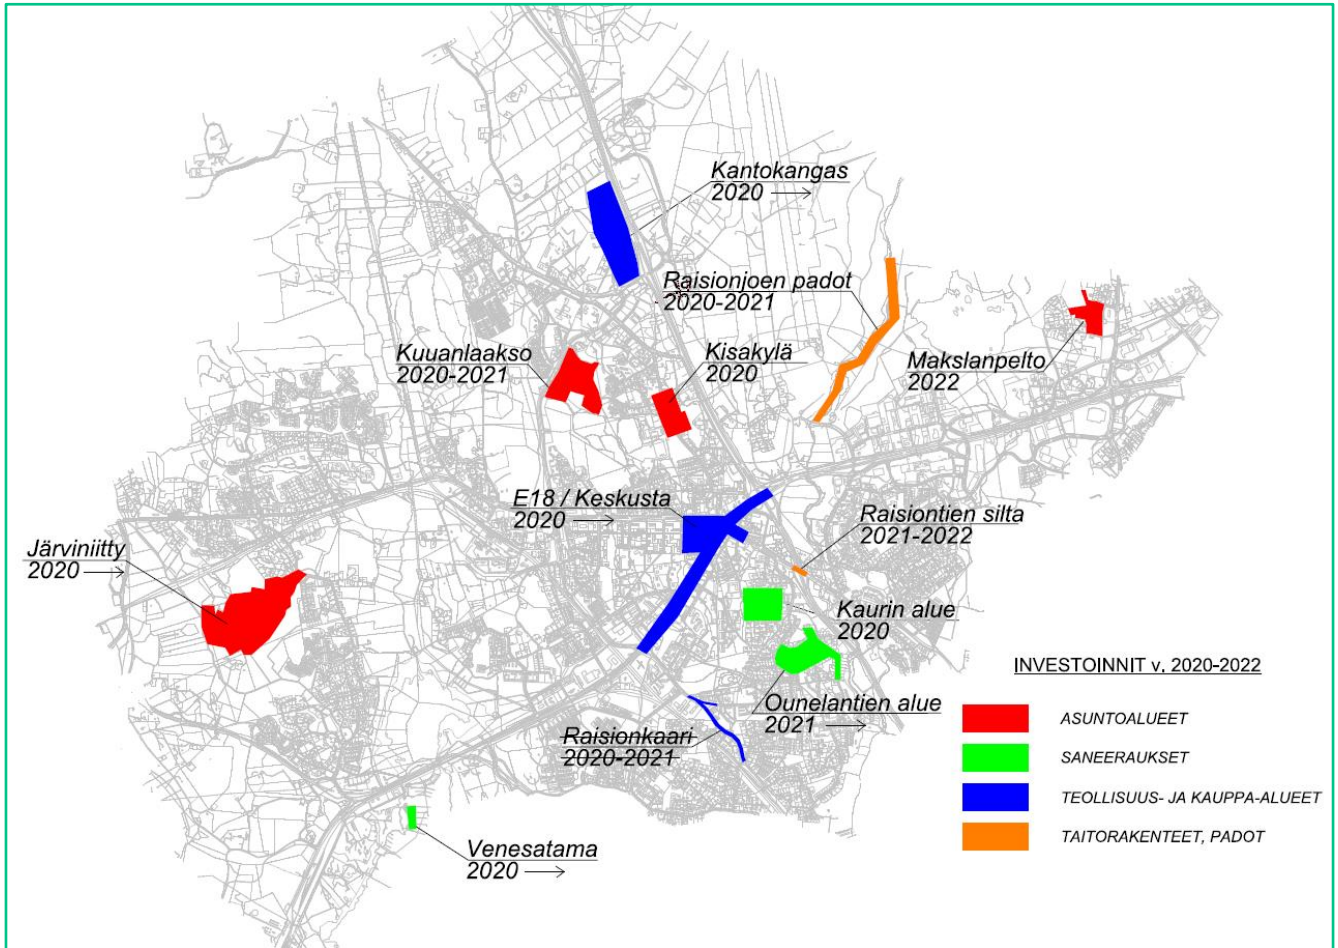 Kantokangas
2020 →
Raisionjoen padot
2020-2021
Kuuanlaakso
2020-2021
Kisakylä
2020
Makslanpelto
2022
E18 / Keskusta
2020 →
Raisiontien silta
2021-2022
Järviniitty
2020 →
Kaurin alue
2020
Ounelantien alue
2021 →
Raisionkaari
2020-2021
Venesatama
2020 →
INVESTOINNIT v, 2020-2022
ASUNTOALUEET
SANEERAUKSET
TEOLLISUUS- JA KAUPPA-ALUEET
TAITORAKENTEET, PADOT